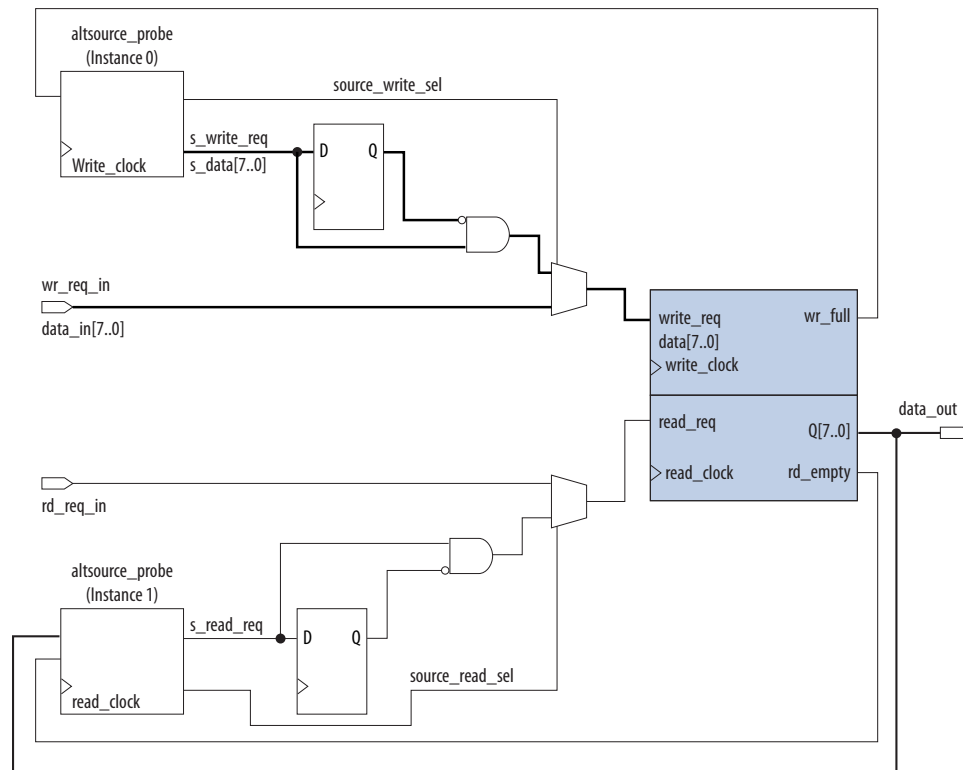 altsource_probe
(Instance 0)
source_write_sel
s_write_req
D Q
s_data[7..0]
Write_clock
wr_req_in
data_in[7..0]
write_req
wr_full
data[7..0]
write_clock
read_req
Q[7..0]
data_out
read_clock
rd_empty
rd_req_in
altsource_probe
(Instance 1)
s_read_req
D Q
source_read_sel
read_clock